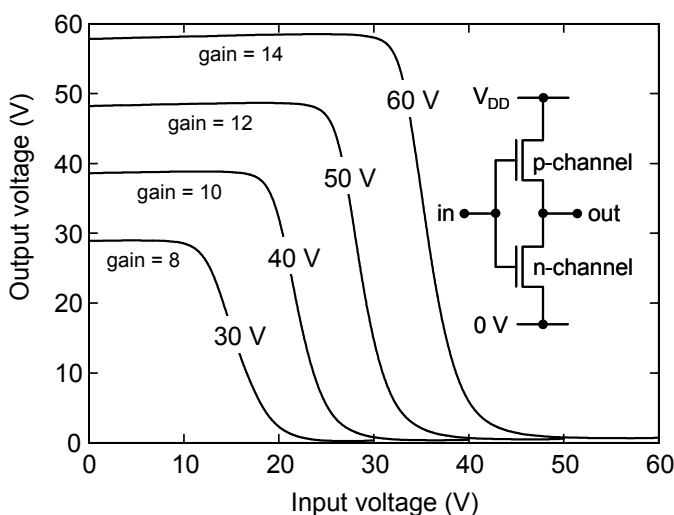 60
50
40
30
20
10
0
Output voltage (V)
gain = 14
gain = 12
gain = 10
gain = 8
60 V
50 V
40 V
30 V
VDD
p-channel
in
out
n-channel
0 V
0 10 20 30 40 50 60
Input voltage (V)